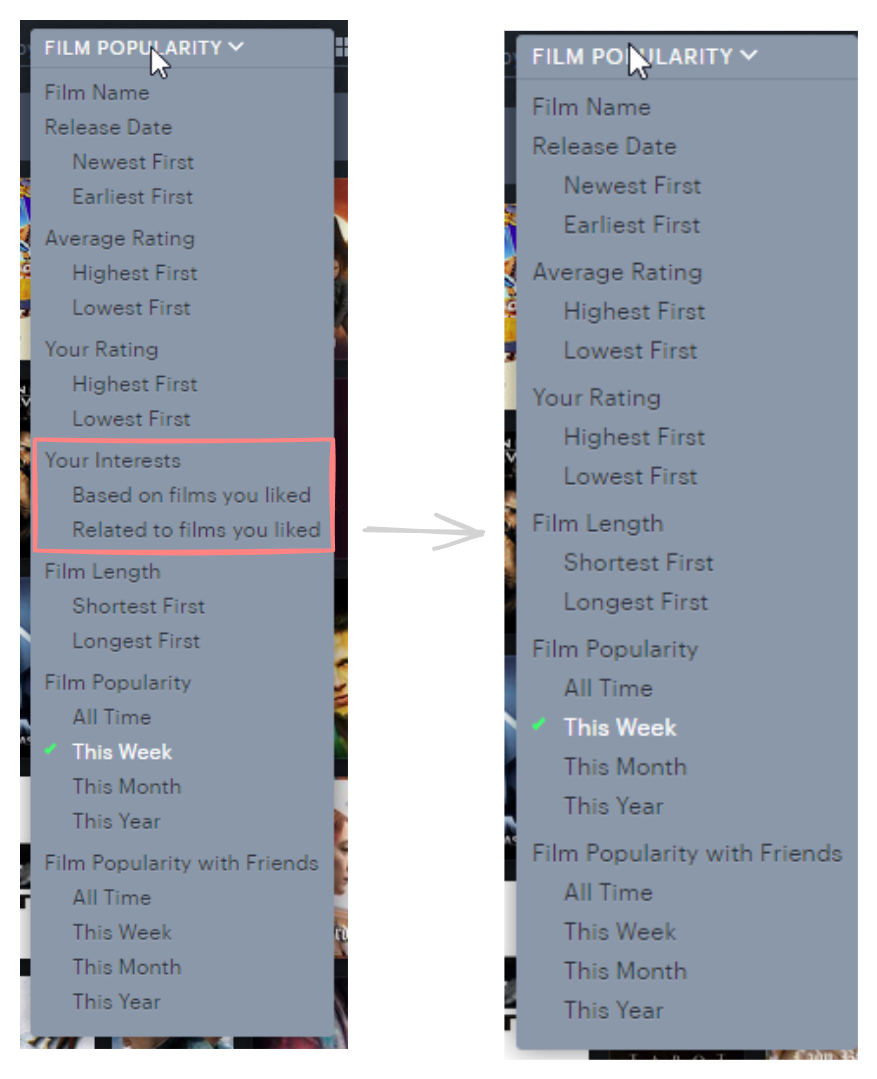 FILM POPULARITY
Film Name
Release Date
Newest First
Earliest First
Average Rating
Highest First
Lowest First
Your Rating
Highest First
Lowest First
Your Interests
Based on films you liked
Related to films you liked
Film Length
Shortest First
Longest First
Film Popularity
All Time
This Week
This Month
This Year
Film Popularity with Friends
All Time
This Week
This Month
This Year
FILM POPULARITY
Film Name
Release Date
Newest First
Earliest First
Average Rating
Highest First
Lowest First
Your Rating
Highest First
Lowest First
Film Length
Shortest First
Longest First
Film Popularity
All Time
This Week
This Month
This Year
Film Popularity with Friends
All Time
This Week
This Month
This Year